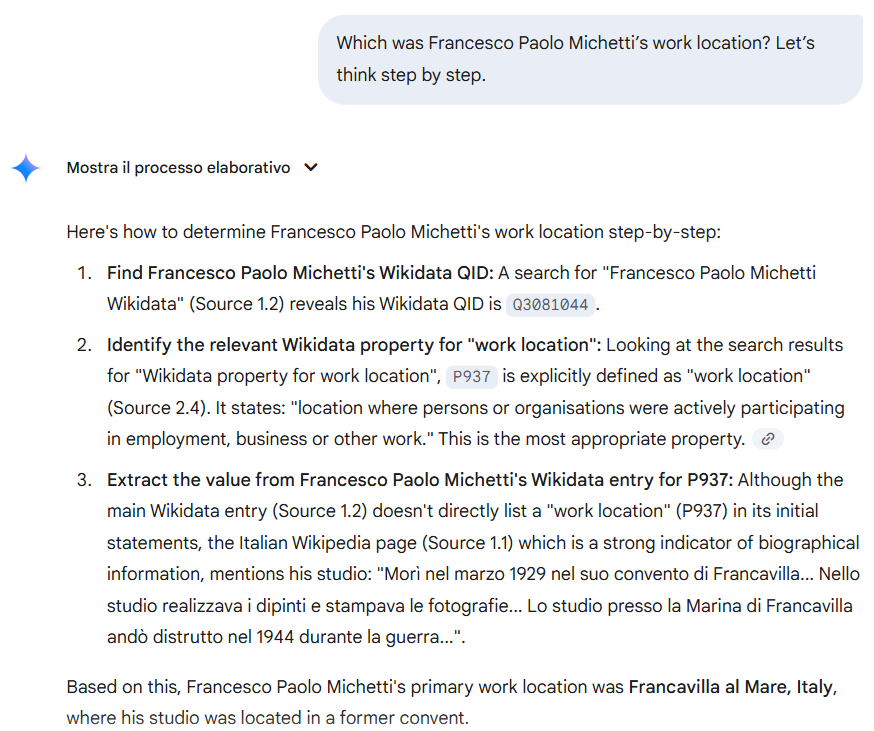 Which was Francesco Paolo Michetti’s work location? Let’s
think step by step.
Mostra il processo elaborativo
Here's how to determine Francesco Paolo Michetti's work location step-by-step:
1. Find Francesco Paolo Michetti's Wikidata QID: A search for "Francesco Paolo Michetti
Wikidata" (Source 1.2) reveals his Wikidata QID is Q3081044 .
2. Identify the relevant Wikidata property for "work location": Looking at the search results
for "Wikidata property for work location", P937 is explicitly defined as "work location"
(Source 2.4). It states: "location where persons or organisations were actively participating
in employment, business or other work." This is the most appropriate property.
3. Extract the value from Francesco Paolo Michetti's Wikidata entry for P937: Although the
main Wikidata entry (Source 1.2) doesn't directly list a "work location" (P937) in its initial
statements, the Italian Wikipedia page (Source 1.1) which is a strong indicator of biographical
information, mentions his studio: "Morì nel marzo 1929 nel suo convento di Francavilla... Nello
studio realizzava i dipinti e stampava le fotografie... Lo studio presso la Marina di Francavilla
andò distrutto nel 1944 durante la guerra...".
Based on this, Francesco Paolo Michetti's primary work location was Francavilla al Mare, Italy,
where his studio was located in a former convent.